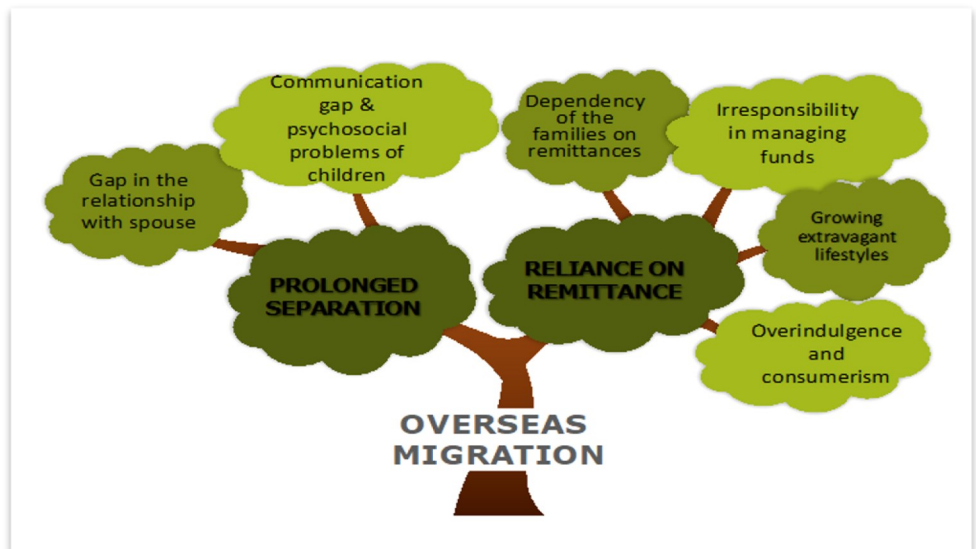 Communication
gap &
psychosocial
problems of
children
Gap in the
relationship
with spouse
PROLONGED
SEPARATION
Dependency
of the
families on
remittances
Irresponsibility
in managing
funds
Growing
extravagant
lifestyles
Overindulgence
and
consumerism
RELIANCE ON
REMITTANCE
OVERSEAS
MIGRATION